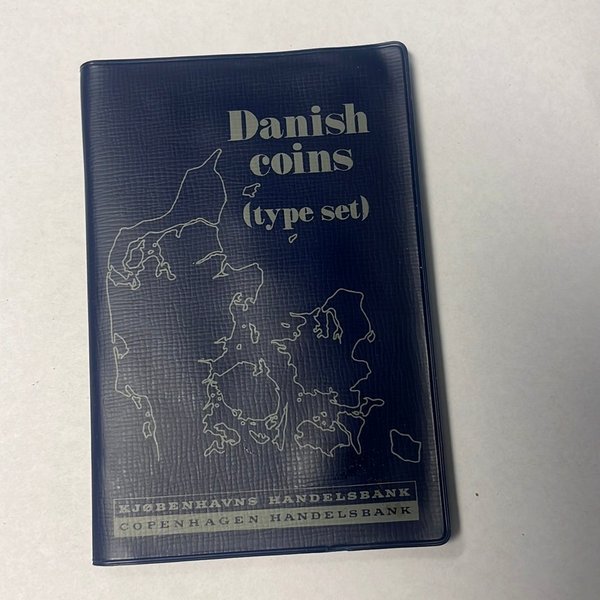 Danish
coins
(type set)
KJØBENHAVNS HANDELSBANK
COPENHAGEN HANDELSBANK